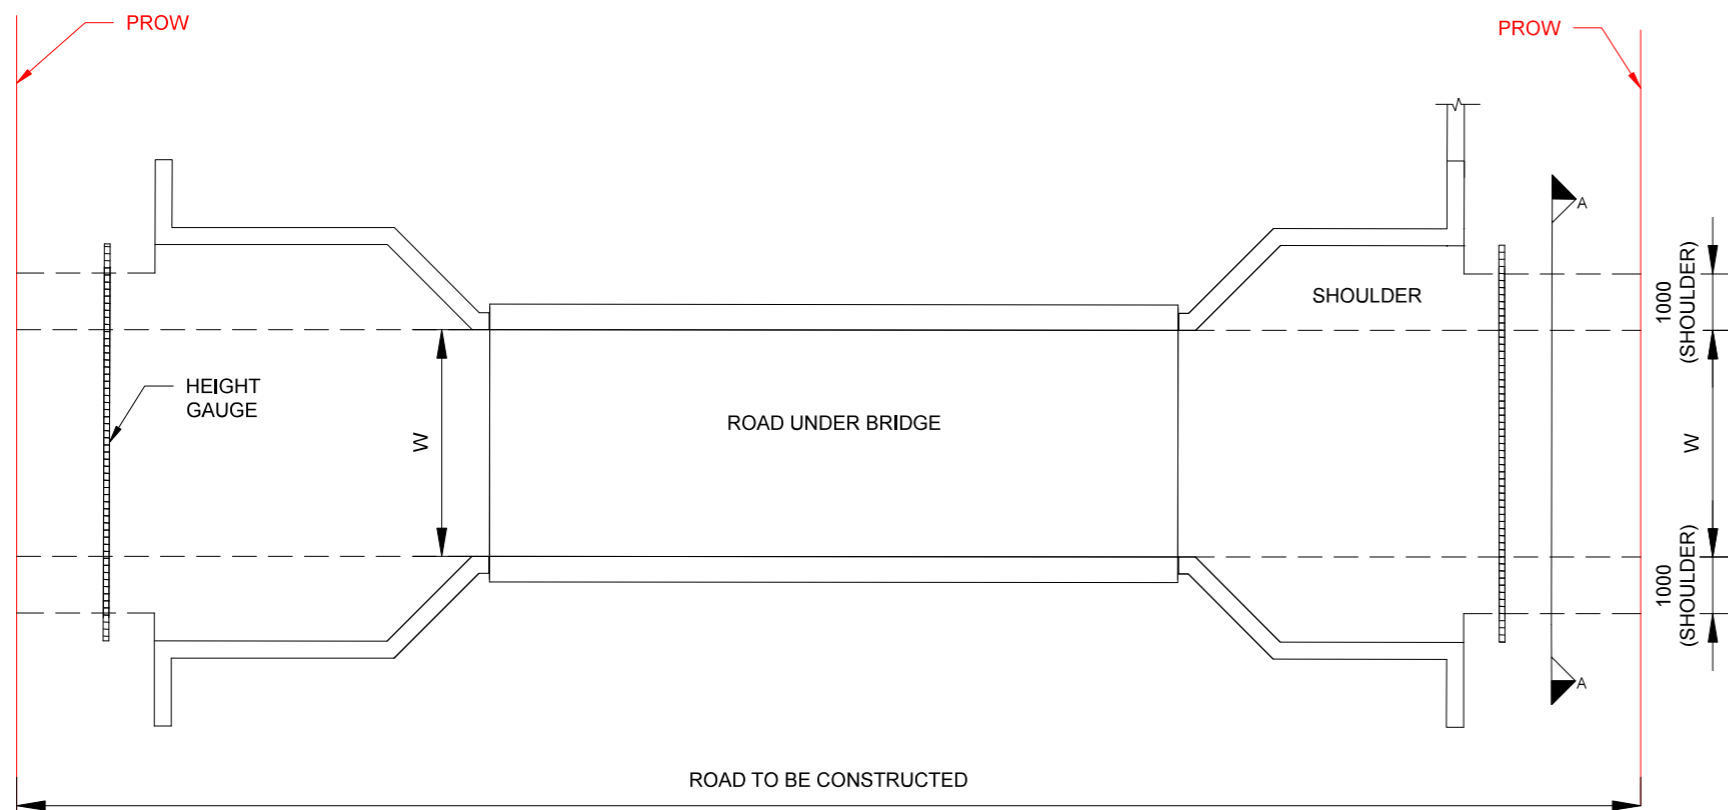 PROW
PROW
A
1000
(SHOULDER)
SHOULDER
HEIGHT
GAUGE
W
ROAD UNDER BRIDGE
W
1000
(SHOULDER)
A
ROAD TO BE CONSTRUCTED